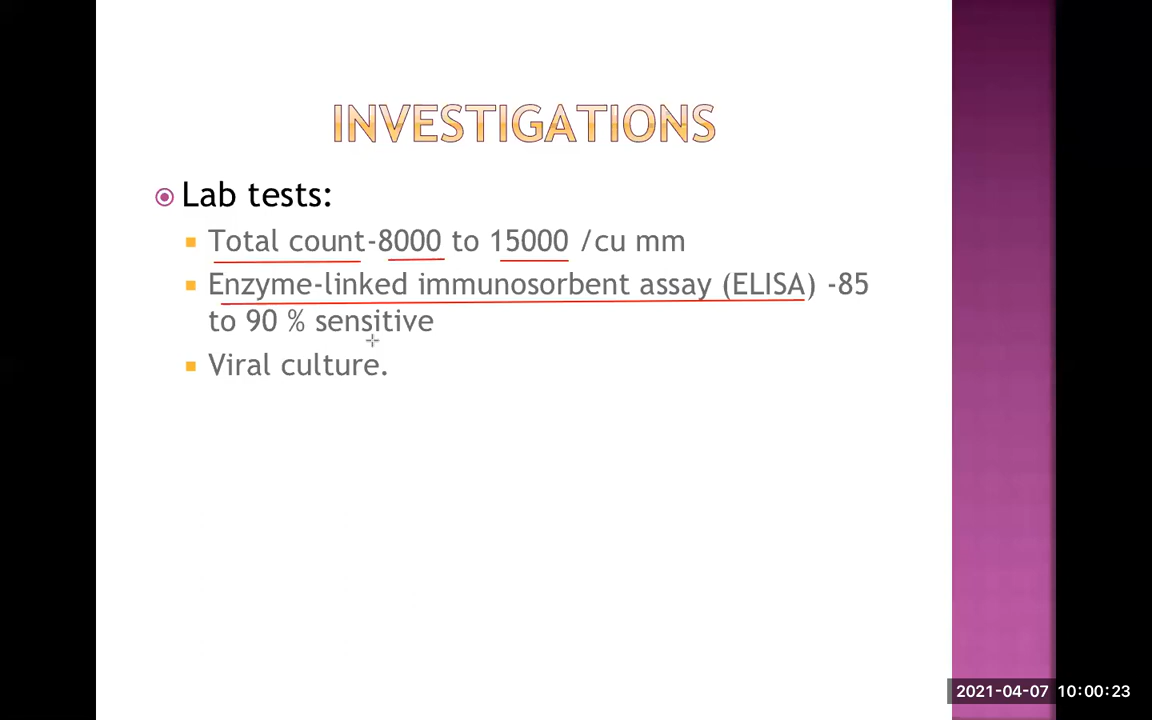 INVESTIGATIONS
Lab tests:
Total count-8000 to 15000 /cu mm
Enzyme-linked immunosorbent assay (ELISA) -85
to 90 % sensitive
Viral culture.
2021-04-07 10:00:23